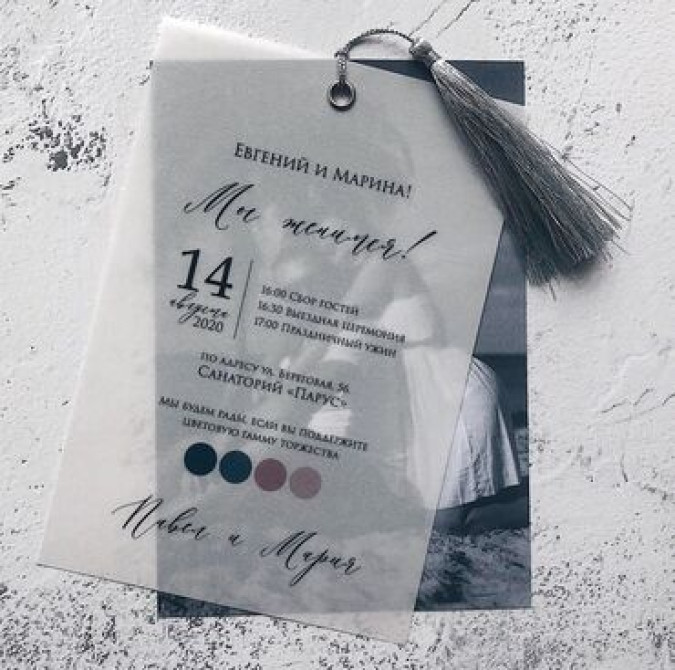 Евгений и Марина!
Мы женимся!
14
августа
2020
16:00 Сбор гостей
16:30 Выездная церемония
17:00 Праздничный ужин
по адресу ул. Береговая, 56,
Санаторий «Парус»
мы будем рады, если вы поддержите
цветовую гамму торжества
Павел и Мария